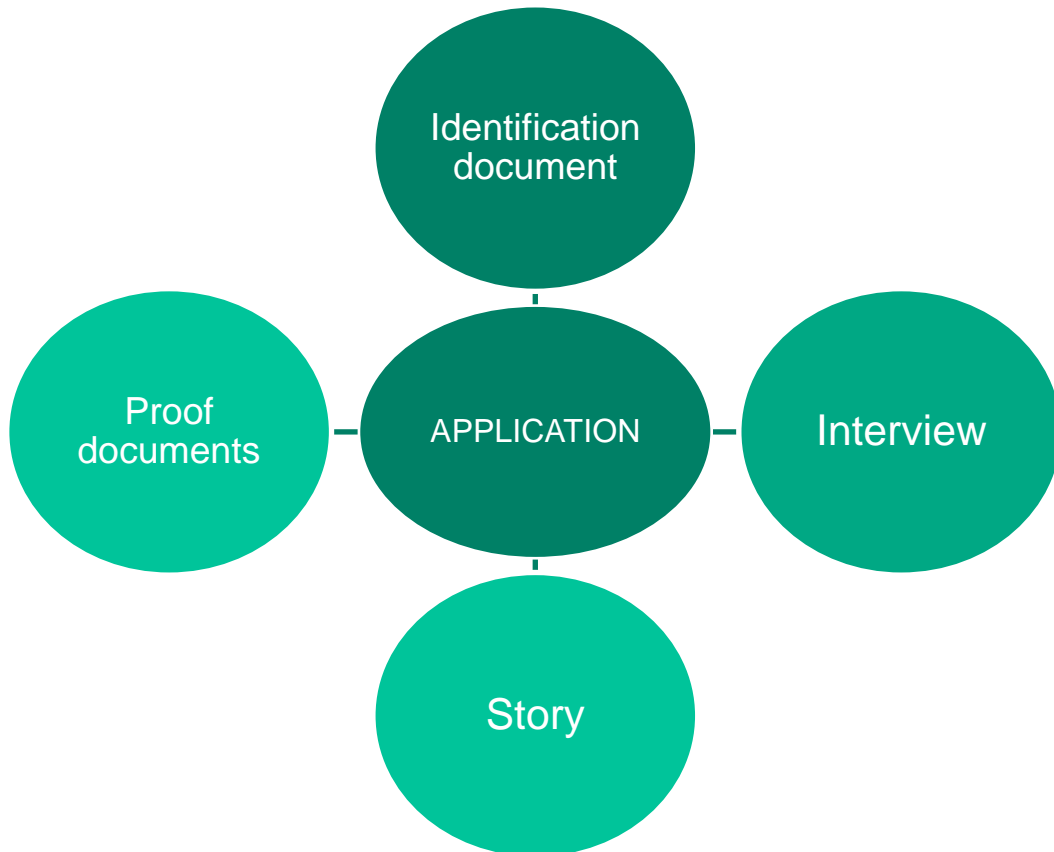 Identification
document
Proof
documents
APPLICATION
Interview
Story